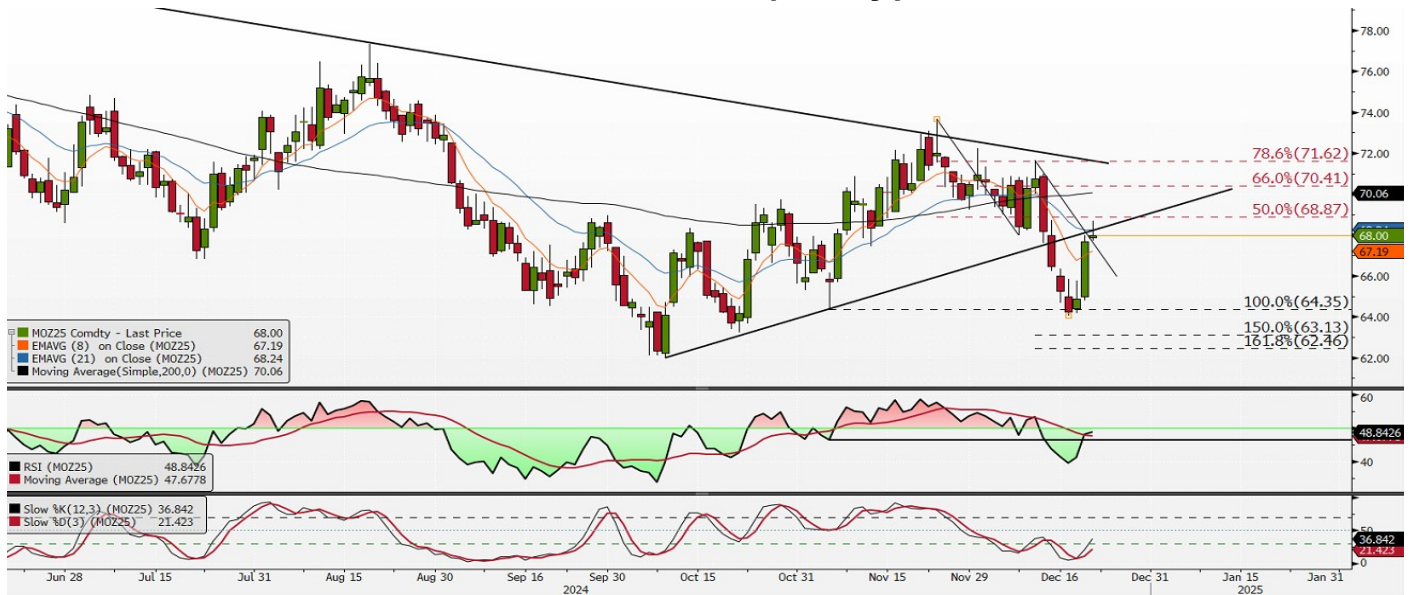 78.00
76.00
74.00
72.00
66.00
64.00
62.00
78.6%(71.62)
66.0%(70.41)
70.06
50.0%(68.87)
68.00
67.19
100.0%(64.35)
150.0%(63.13)
161.8%(62.46)
MOZ25 Comdty - Last Price 68.00
EMAVG (8) on Close (MOZ25) 67.19
EMAVG (21) on Close (MOZ25) 68.24
Moving Average(Simple,200,0) (MOZ25) 70.06
60
48.8426
40
RSI (MOZ25) 48.8426
Moving Average (MOZ25) 47.6778
Slow %K(12,3) (MOZ25) 36.842
Slow %D(3) (MOZ25) 21.423
50
36.842
21.423
0
Jun 28 Jul 15 Jul 31 Aug 15 Aug 30 Sep 16 Sep 30 Oct 15 Oct 31 Nov 15 Nov 29 Dec 16 Dec 31 Jan 15 Jan 31
2024 2025